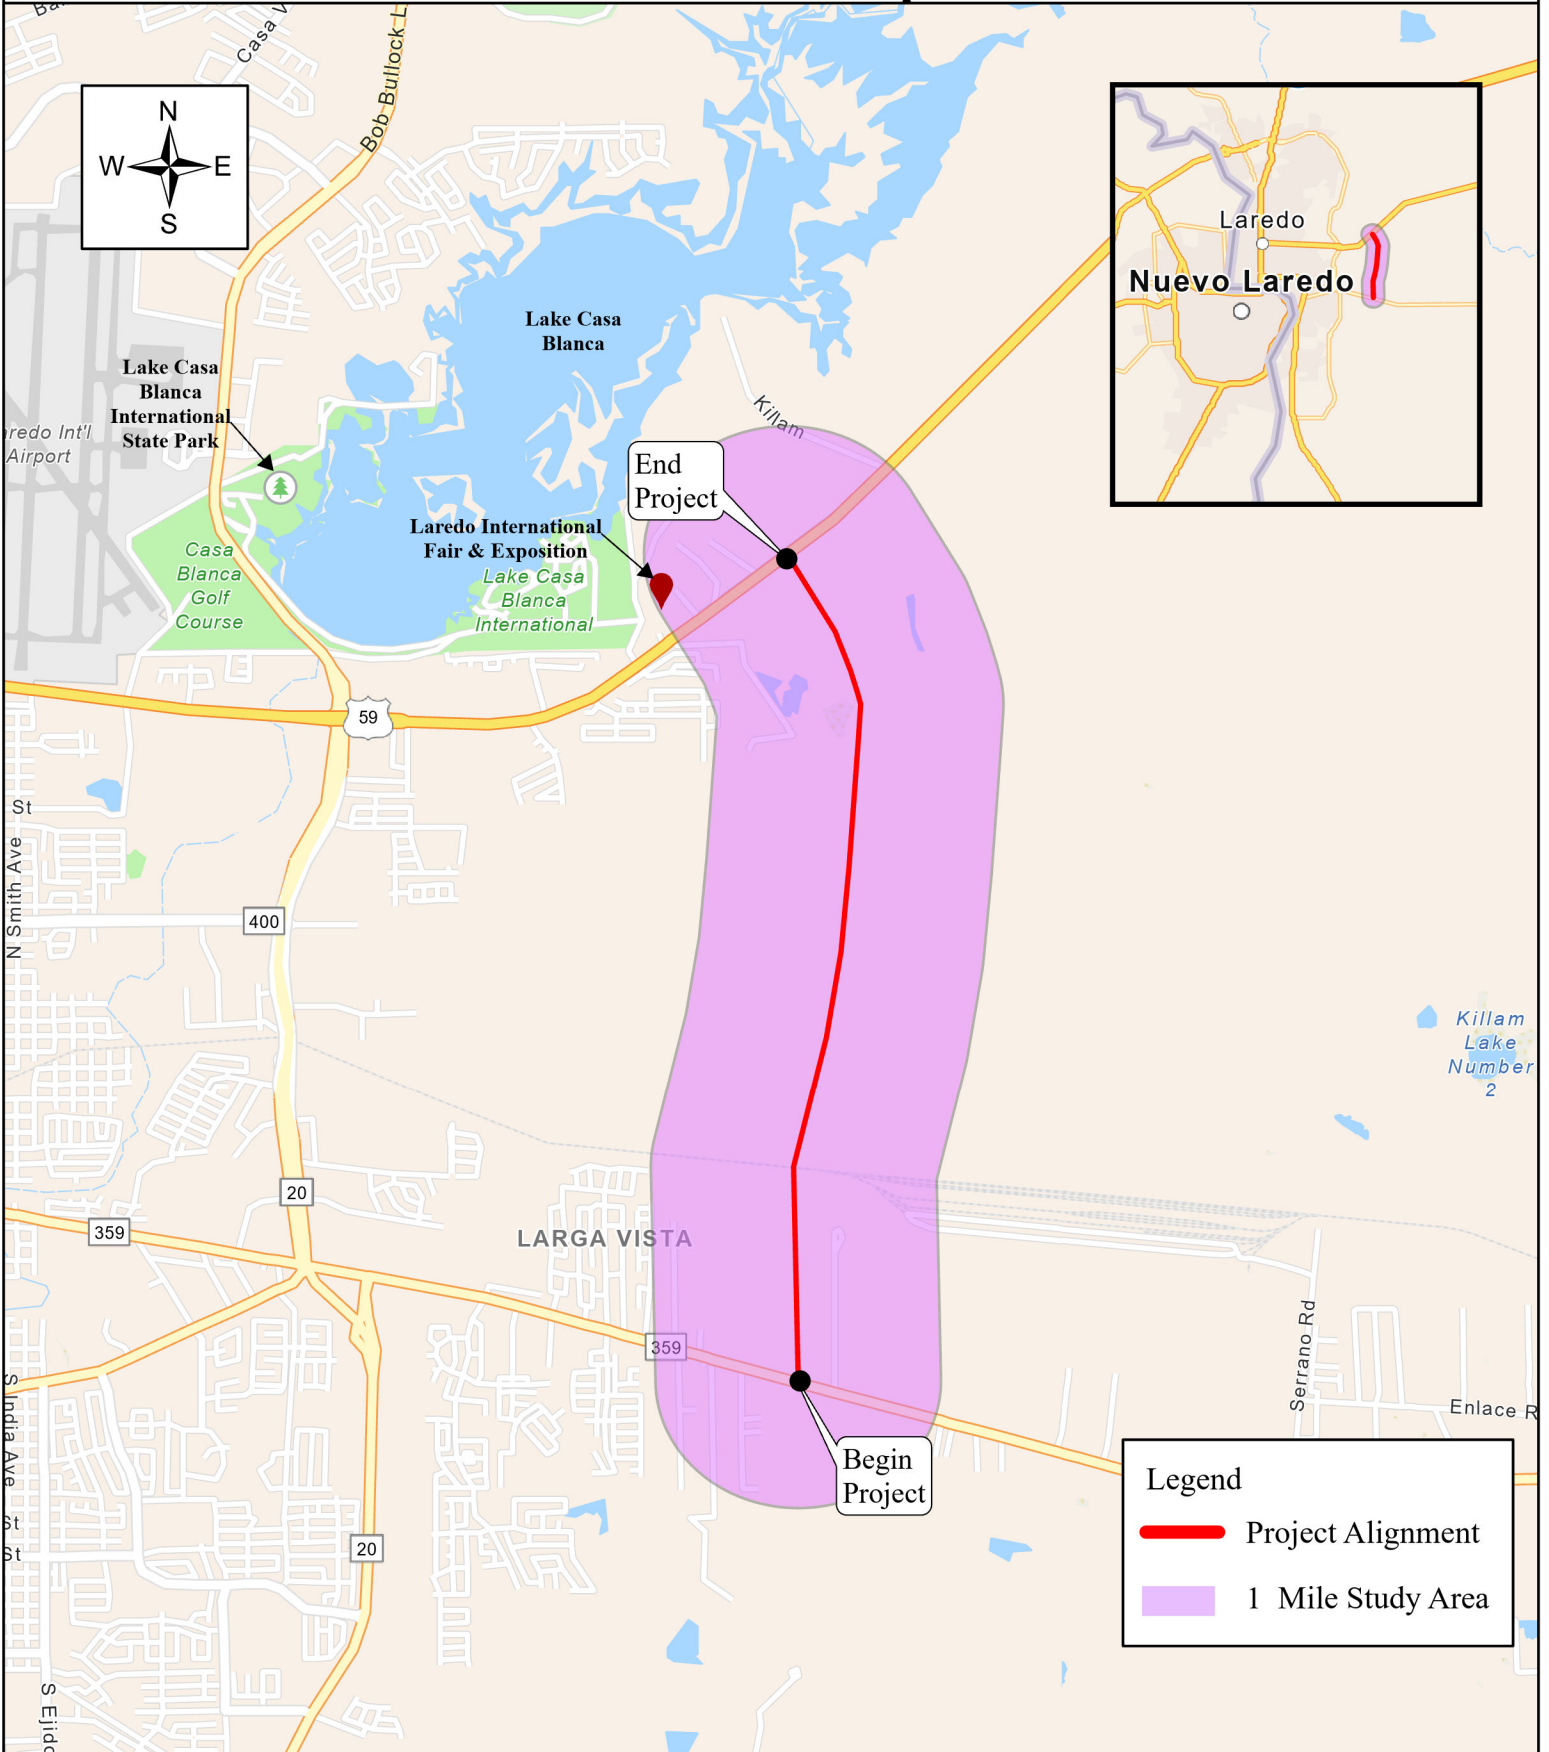 Casa V
Bob Bullock L
N
W
E
S
Laredo
Nuevo Laredo
Lake Casa
Blanca
Lake Casa
Blanca
International
State Park
aredo Int'l
Airport
Killam
End
Project
Laredo International
Fair & Exposition
Casa
Blanca
Golf
Course
Lake Casa
Blanca
International
59
St
N Smith Ave
400
Killam
Lake
Number
2
20
359
LARGA VISTA
359
Serrano Rd
Enlace R
S India Ave
Begin
Project
St
St
20
S Ejido
Legend
Project Alignment
1 Mile Study Area